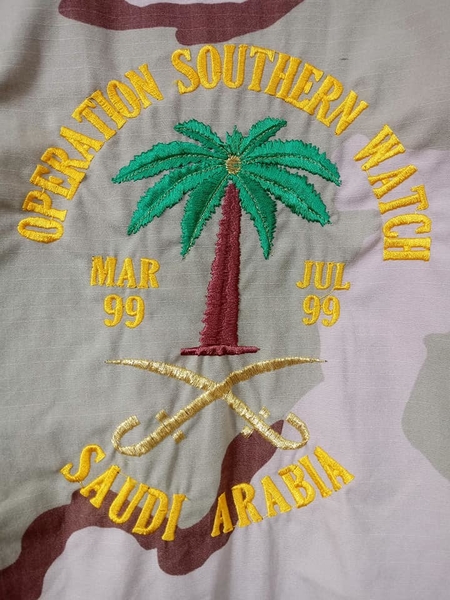 OPERATION SOUTHERN WATCH
MAR
99
JUL
99
SAUDI ARABIA